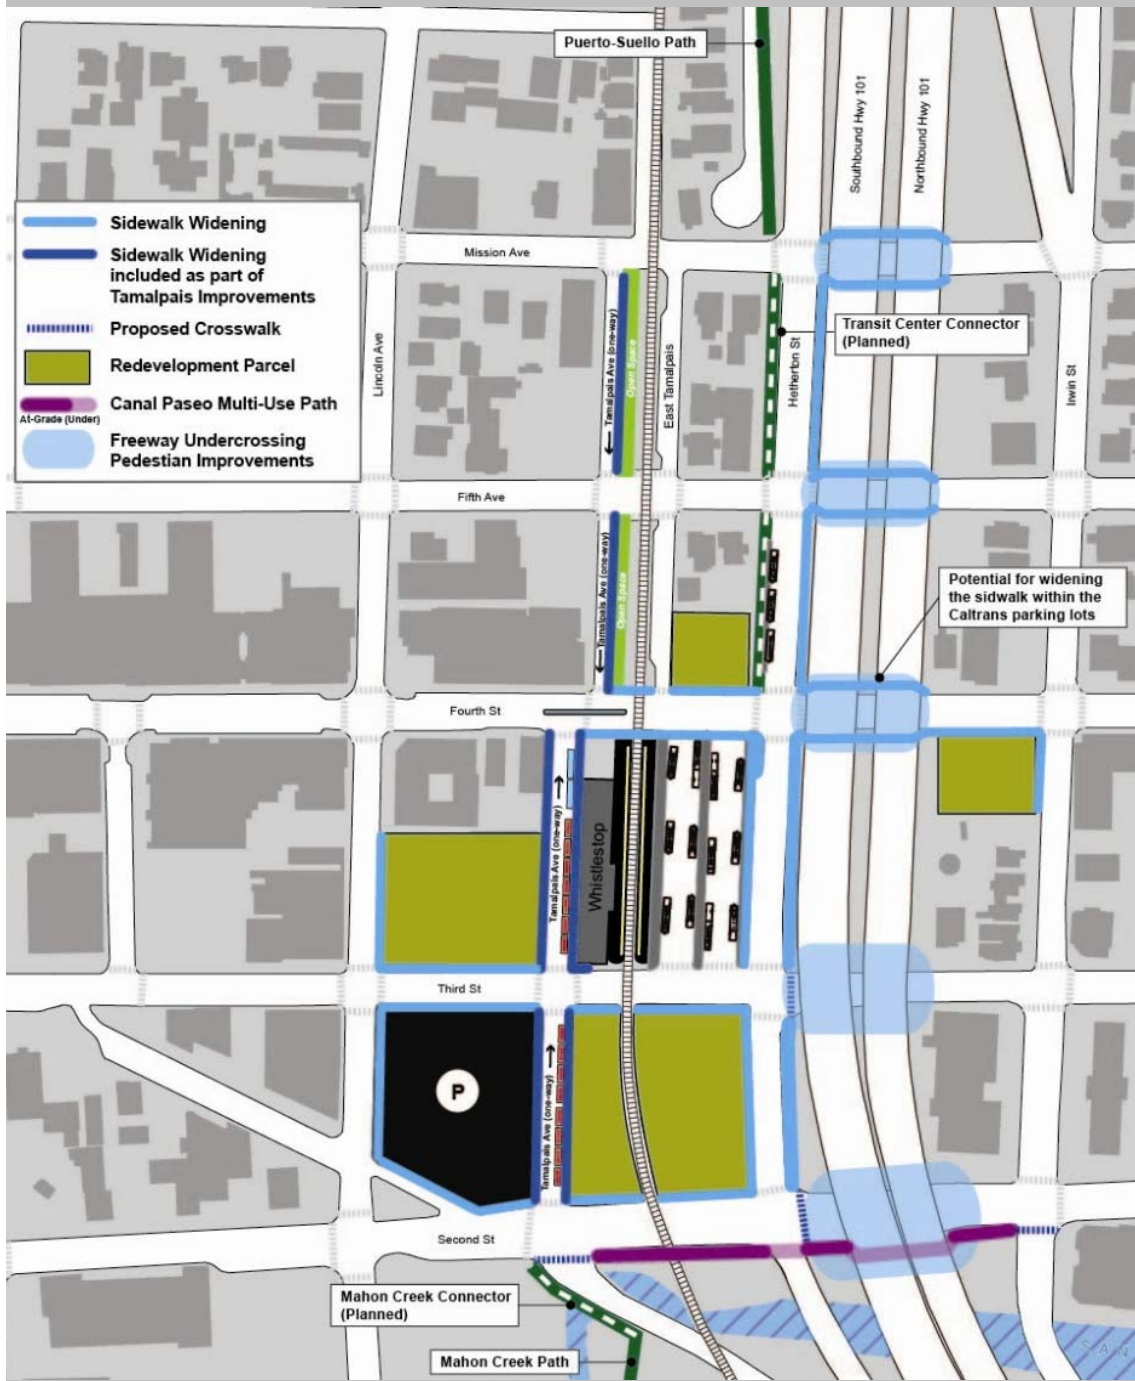 Puerto-Suello Path
Southbound Hwy 101
Northbound Hwy 101
Sidewalk Widening
Sidewalk Widening
included as part of
Tamalpais Improvements
Proposed Crosswalk
Redevelopment Parcel
Canal Paseo Multi-Use Path
At-Grade (Under)
Freeway Undercrossing
Pedestian Improvements
Mission Ave
Lincoln Ave
Tamalpais Ave (one-way)
Open Space
East Tamalpais
Transit Center Connector
(Planned)
Hetherton St
Irwin St
Fifth Ave
Tamalpais Ave (one-way)
Open Space
Potential for widening
the sidwalk within the
Caltrans parking lots
Fourth St
Tamalpais Ave (one-way)
Whistlestop
Third St
P
Tamalpais Ave (one-way)
Second St
Mahon Creek Connector
(Planned)
Mahon Creek Path
SAN